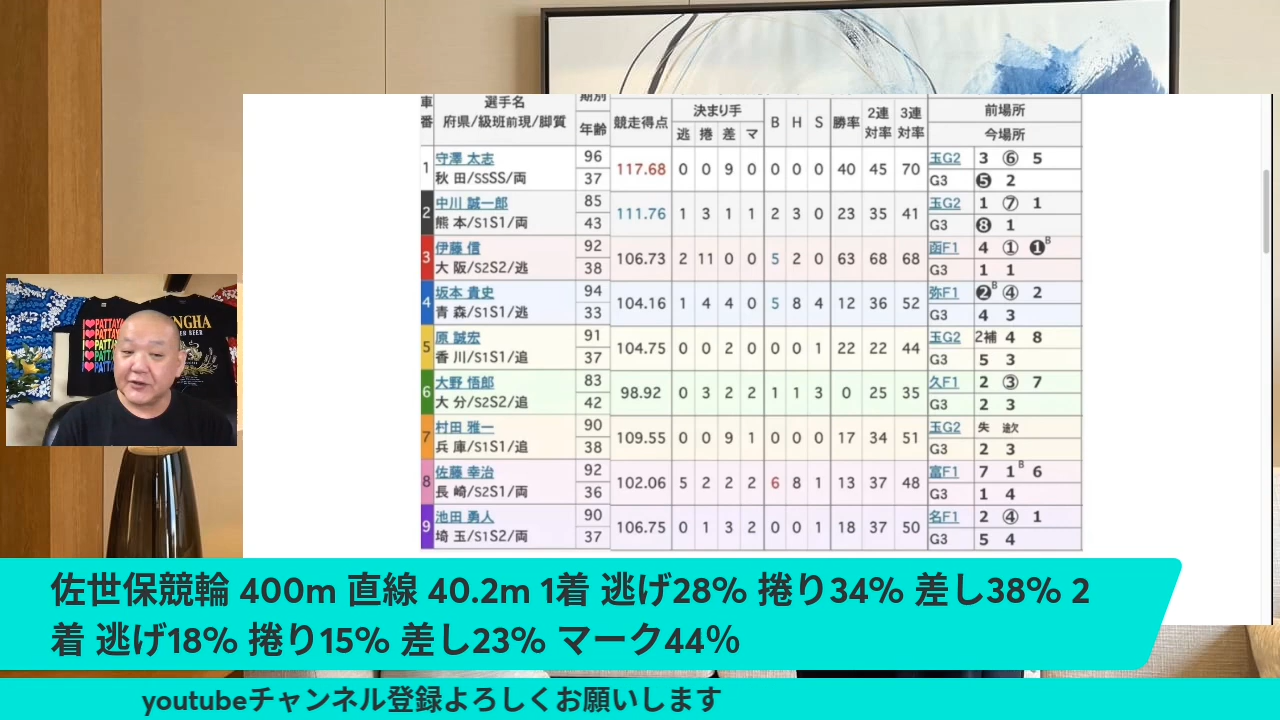 車番 選手名 府県/級班前現/脚質 期別 年齢 競走得点 決まり手 逃 捲 差 マ B H S 勝率 2連対率 3連対率 前場所 今場所
1 守澤 太志 96 117.68 0 0 9 0 0 0 0 40 45 70 玉G2 3 ⑥ 5
秋 田/SSSS/両 37 G3 ❺ 2
2 中川 誠一郎 85 111.76 1 3 1 1 2 3 0 23 35 41 玉G2 1 ⑦ 1
熊 本/S1S1/両 43 G3 ❽ 1
3 伊藤 信 92 106.73 2 11 0 0 5 2 0 63 68 68 函F1 4 ① ❶B
大 阪/S2S2/逃 38 G3 1 1
4 坂本 貴史 94 104.16 1 4 4 0 5 8 4 12 36 52 弥F1 ❷B ④ 2
青 森/S1S1/逃 33 G3 4 3
5 原 誠宏 91 104.75 0 0 2 0 0 0 1 22 22 44 玉G2 2補 4 8
香 川/S1S1/追 37 G3 5 3
6 大野 悟郎 83 98.92 0 3 2 2 1 1 3 0 25 35 久F1 2 ③ 7
大 分/S2S2/追 42 G3 2 3
7 村田 雅一 90 109.55 0 0 9 1 0 0 0 17 34 51 玉G2 失 途欠
兵 庫/S1S1/追 38 G3 2 3
8 佐藤 幸治 92 102.06 5 2 2 2 6 8 1 13 37 48 富F1 7 1B 6
長 崎/S2S1/両 36 G3 1 4
9 池田 勇人 90 106.75 0 1 3 2 0 0 1 18 37 50 名F1 2 ④ 1
埼 玉/S1S2/両 37 G3 5 4
佐世保競輪 400m 直線 40.2m 1着 逃げ28% 捲り34% 差し38% 2
着 逃げ18% 捲り15% 差し23% マーク44%
youtubeチャンネル登録よろしくお願いします